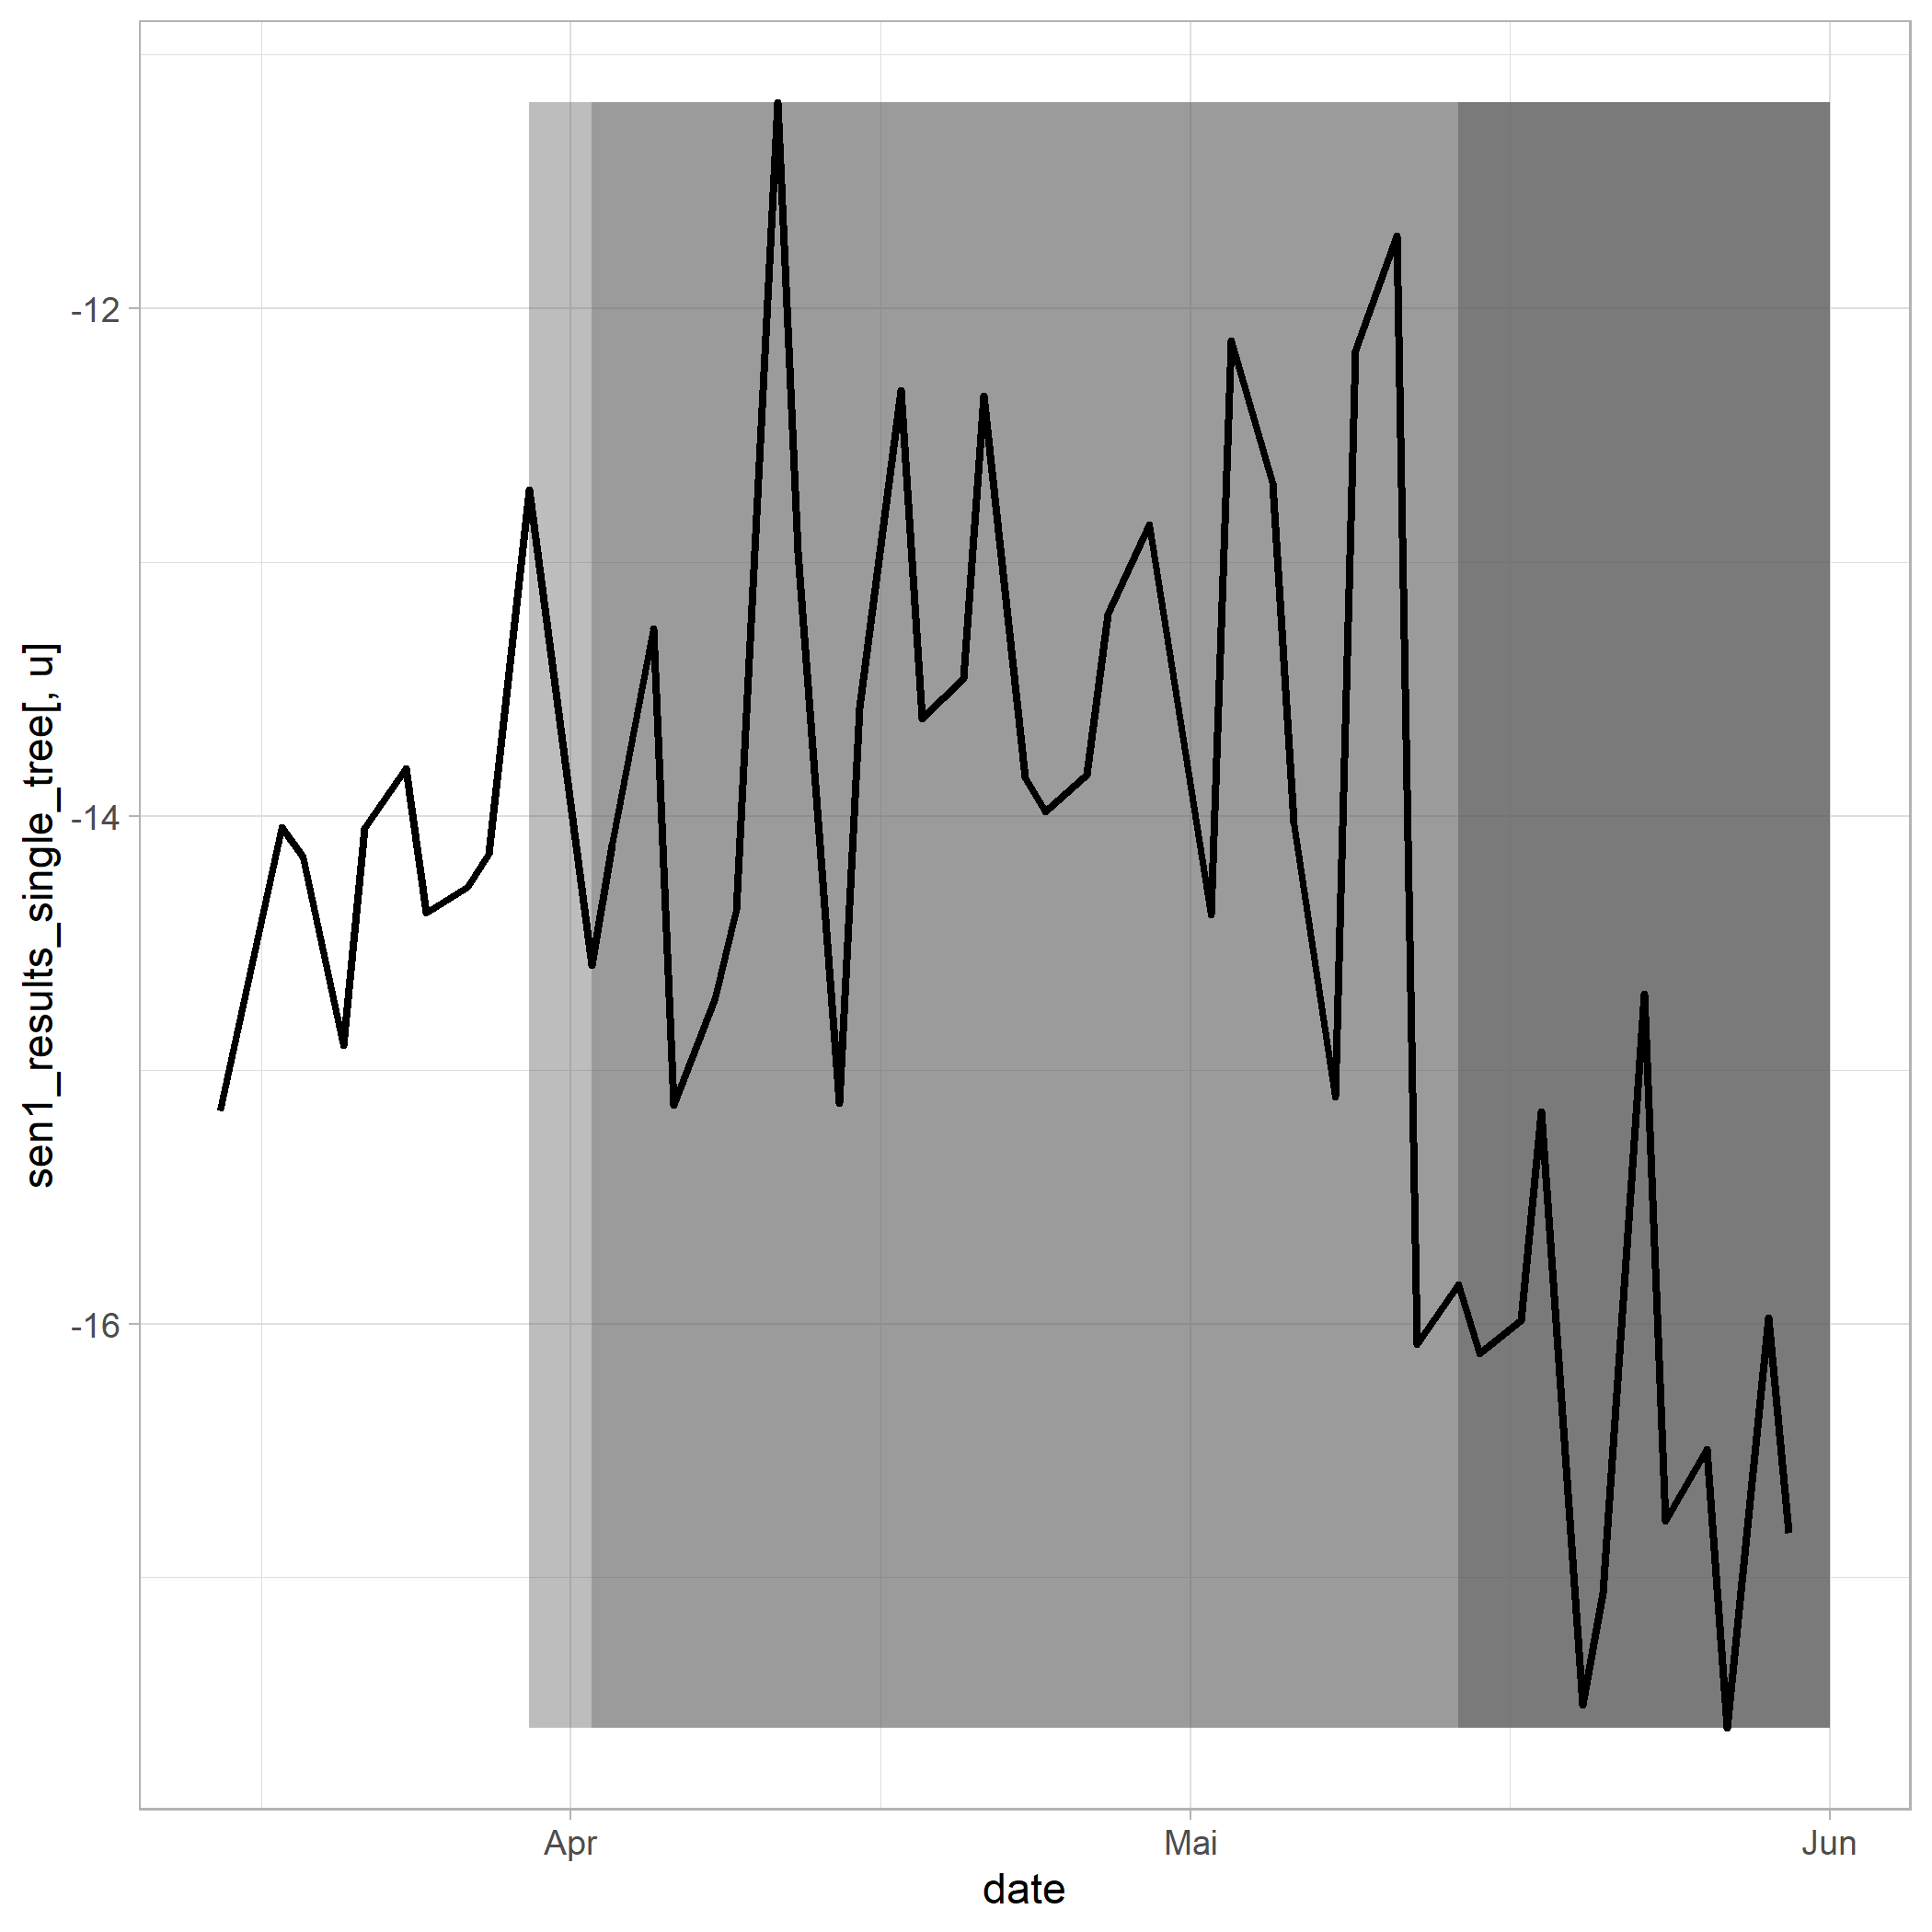 sen1_results_single_tree[, u]
-12
-14
-16
Apr
Mai
Jun
date